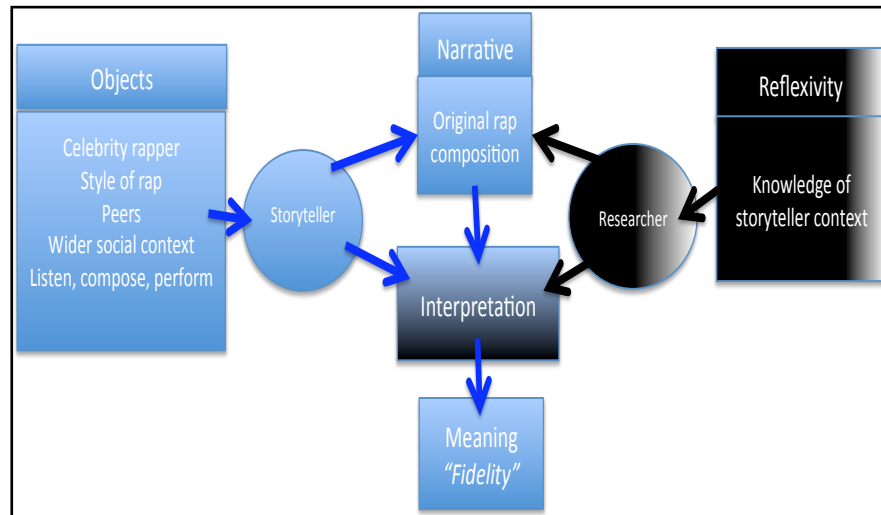 Objects
Celebrity rapper
Style of rap
Peers
Wider social context
Listen, compose, perform
Storyteller
Narrative
Original rap
composition
Interpretation
Meaning
“Fidelity”
Researcher
Reflexivity
Knowledge of
storyteller context